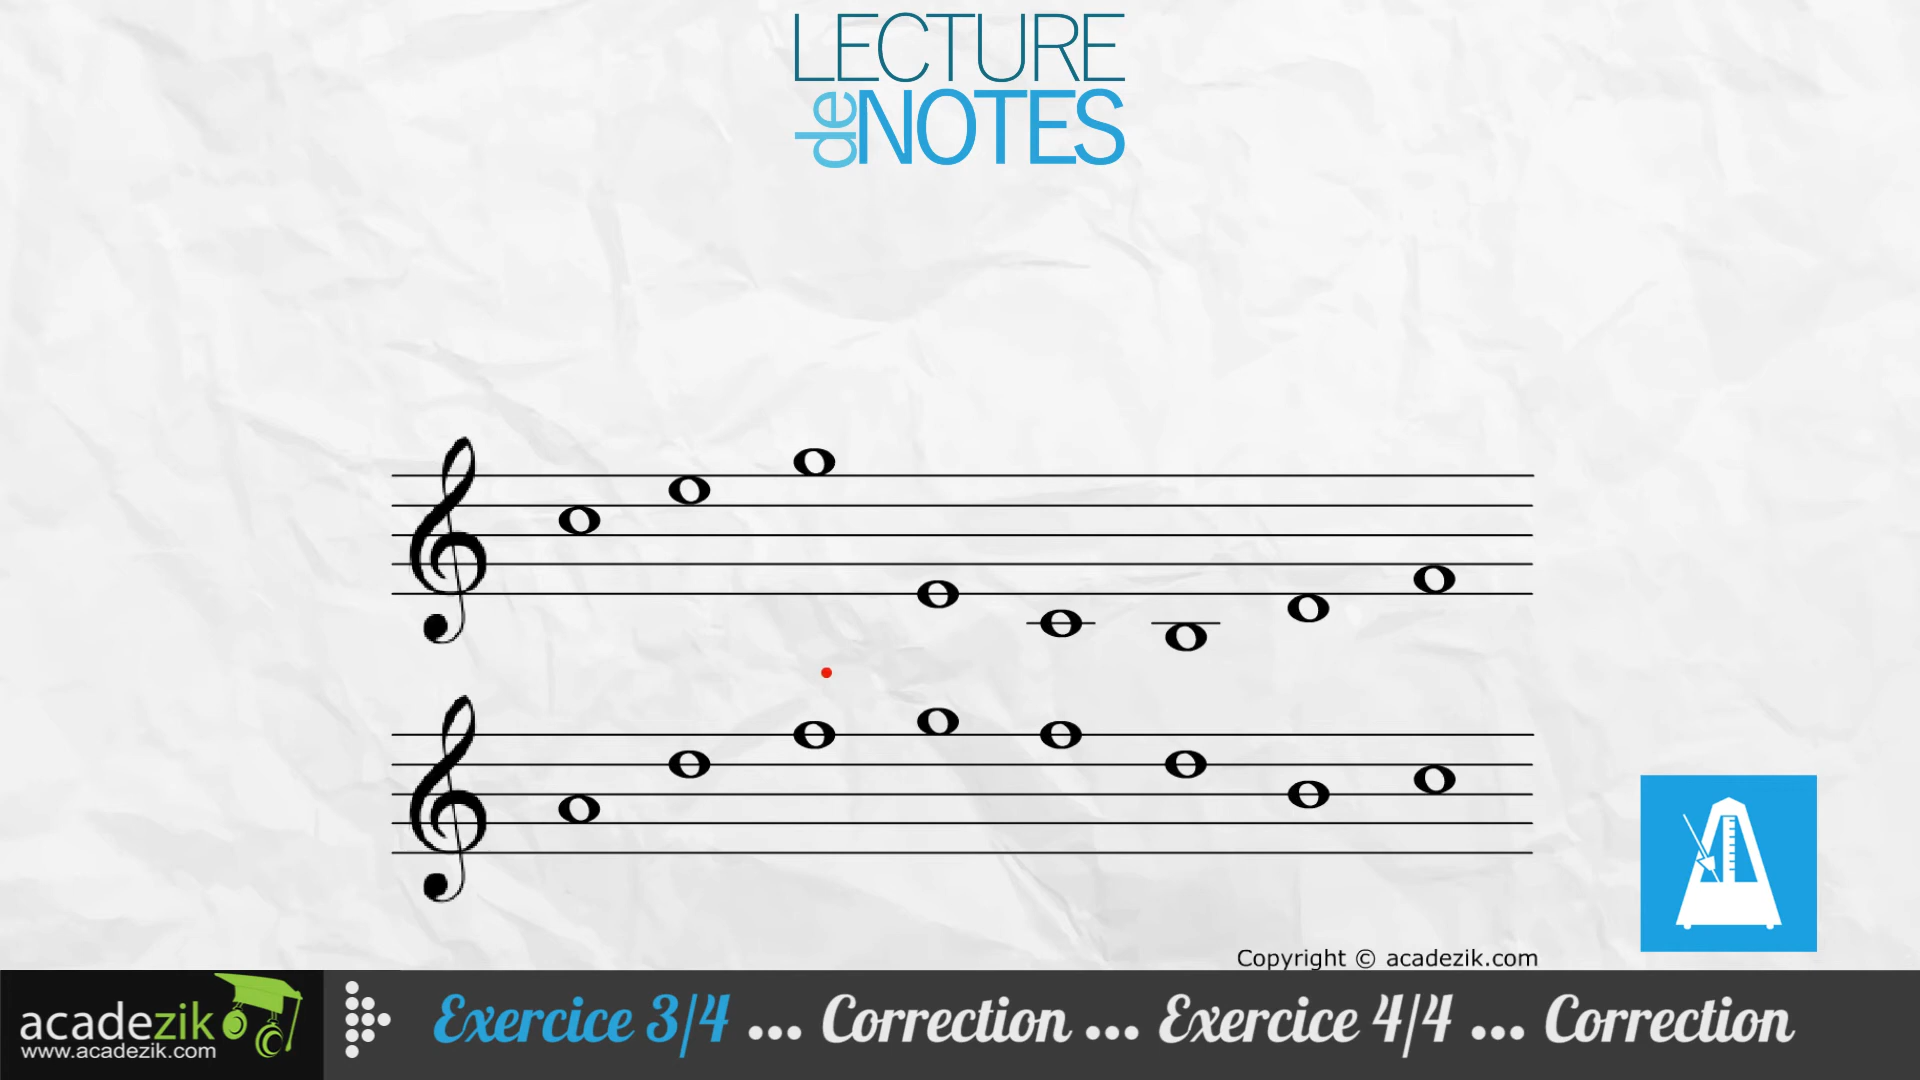 LECTURE
de NOTES
Copyright © acadezik.com
acadezik
www.acadezik.com
Exercice 3/4 ... Correction ... Exercice 4/4 ... Correction